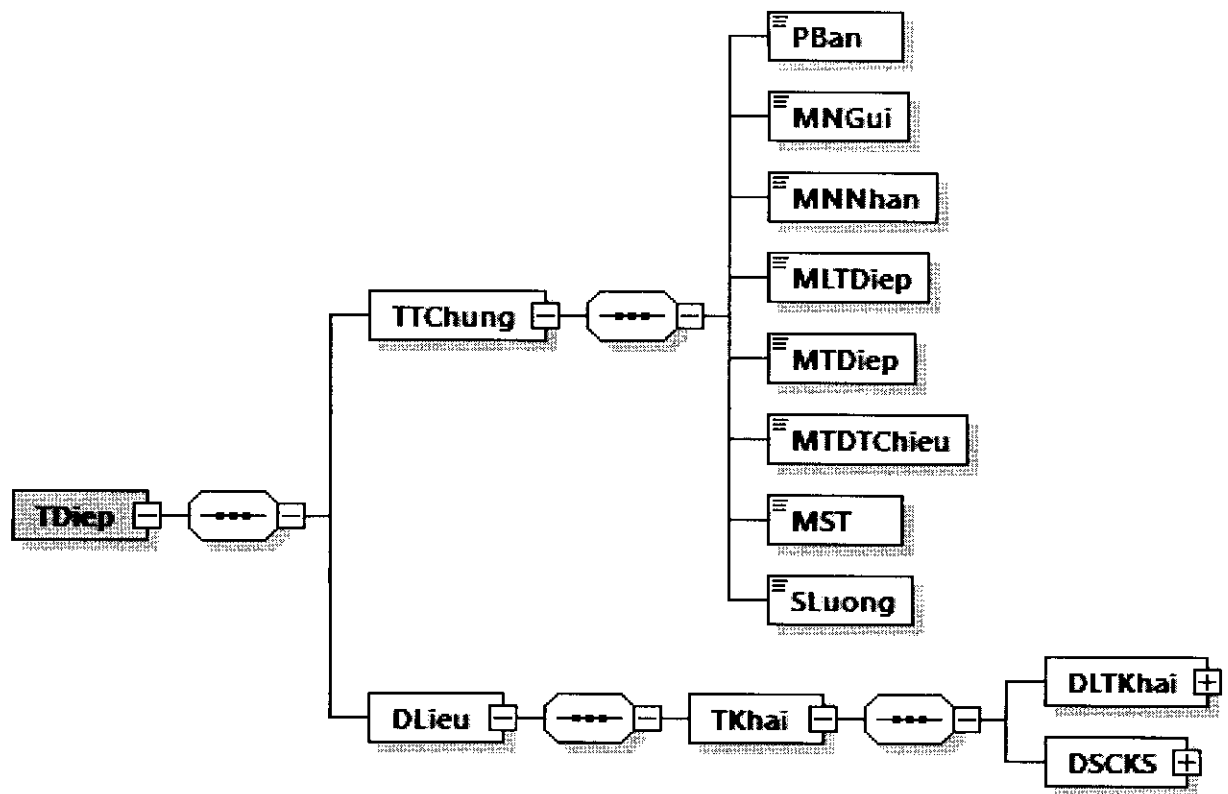 PBan
MNGui
MNNhan
MLTDiep
TTChung
MTDiep
MTDTChieu
TDiep
MST
SLuong
DLieu
TKhai
DLTKhai
DSCKS